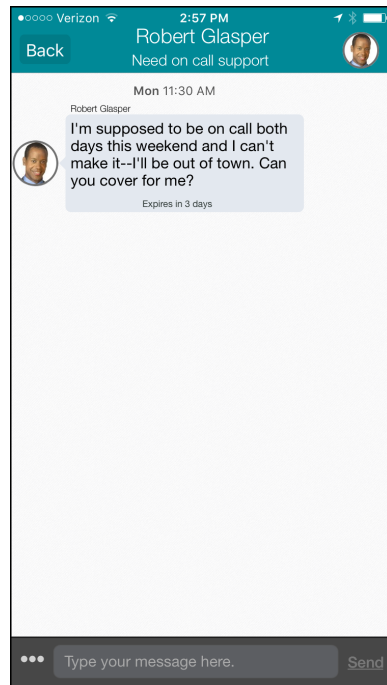 Verizon 2:57 PM
Back
Robert Glasper
Need on call support
Mon 11:30 AM
Robert Glasper
I'm supposed to be on call both
days this weekend and I can't
make it--I'll be out of town. Can
you cover for me?
Expires in 3 days
Type your message here.
Send